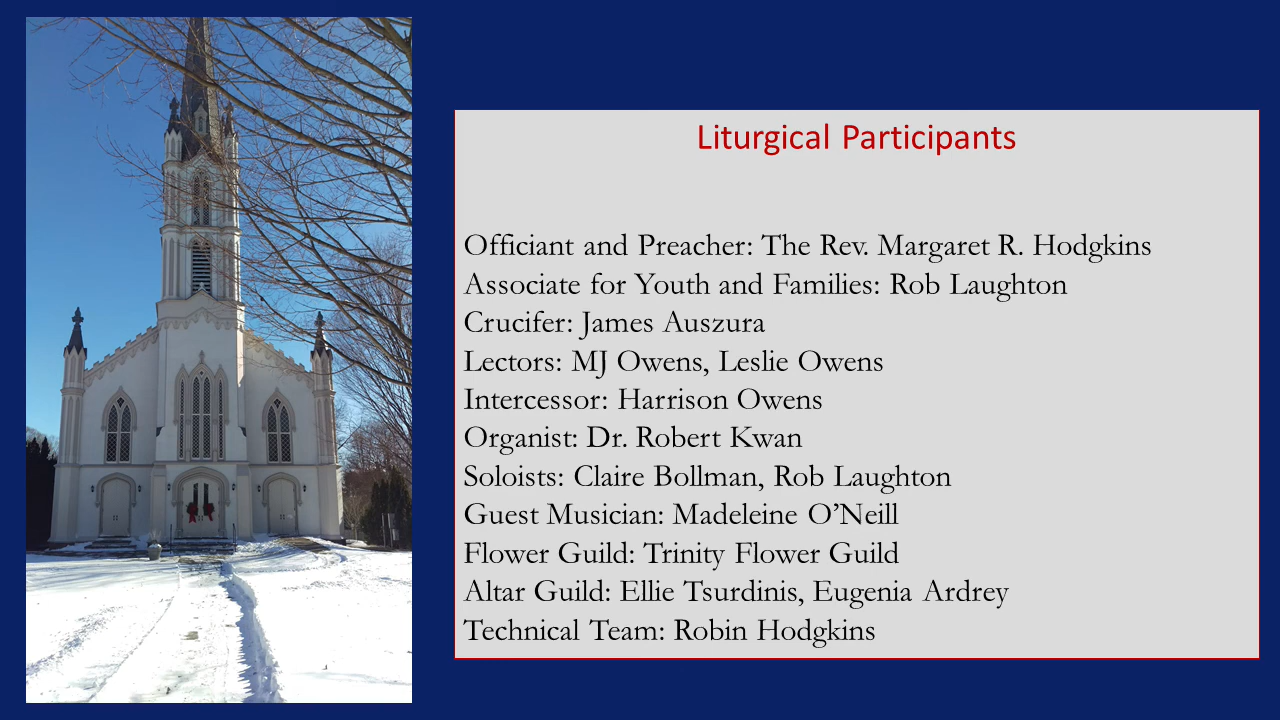 Liturgical Participants
Officiant and Preacher: The Rev. Margaret R. Hodgkins
Associate for Youth and Families: Rob Laughton
Crucifer: James Auszura
Lectors: MJ Owens, Leslie Owens
Intercessor: Harrison Owens
Organist: Dr. Robert Kwan
Soloists: Claire Bollman, Rob Laughton
Guest Musician: Madeleine O’Neill
Flower Guild: Trinity Flower Guild
Altar Guild: Ellie Tsurdinis, Eugenia Ardrey
Technical Team: Robin Hodgkins